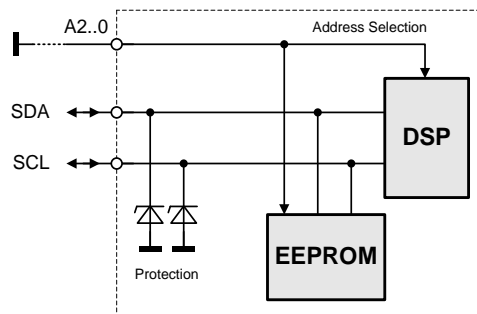 A2..0
Address Selection
SDA
DSP
SCL
EEPROM
Protection